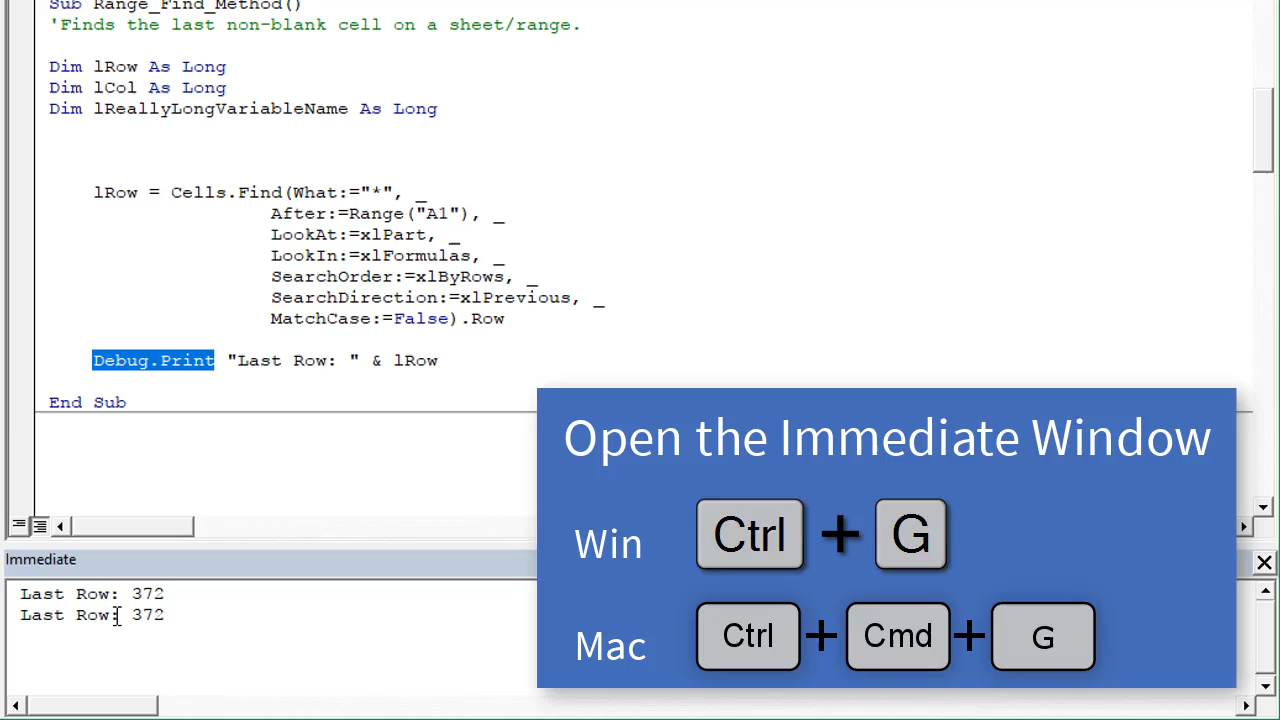 Sub Range_Find_Method()
'Finds the last non-blank cell on a sheet/range.
Dim lRow As Long
Dim lCol As Long
Dim lReallyLongVariableName As Long
lRow = Cells.Find(What:="*", _
After:=Range("A1"), _
LookAt:=xlPart, _
LookIn:=xlFormulas, _
SearchOrder:=xlByRows, _
SearchDirection:=xlPrevious, _
MatchCase:=False).Row
Debug.Print "Last Row: " & lRow
End Sub
Open the Immediate Window
Win Ctrl + G
Mac Ctrl + Cmd + G
Immediate
Last Row: 372
Last Row: 372